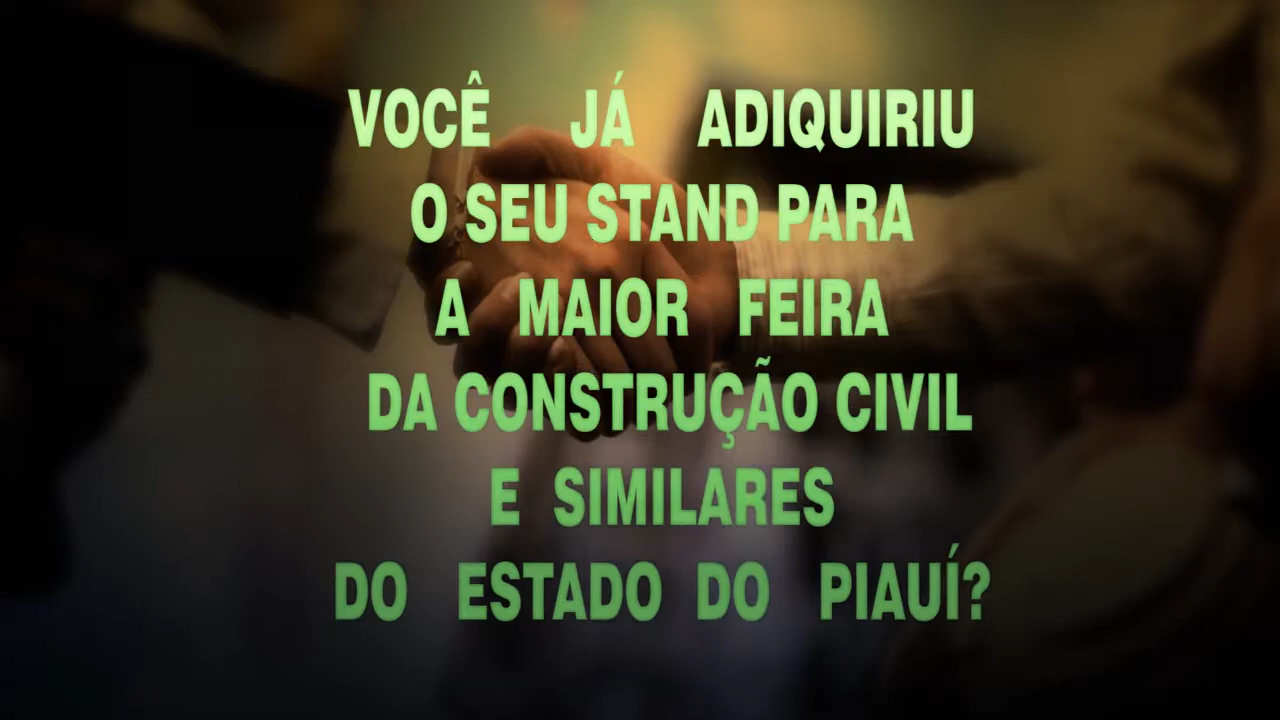 VOCÊ JÁ ADIQUIRIU
O SEU STAND PARA
A MAIOR FEIRA
DA CONSTRUÇÃO CIVIL
E SIMILARES
DO ESTADO DO PIAUÍ?